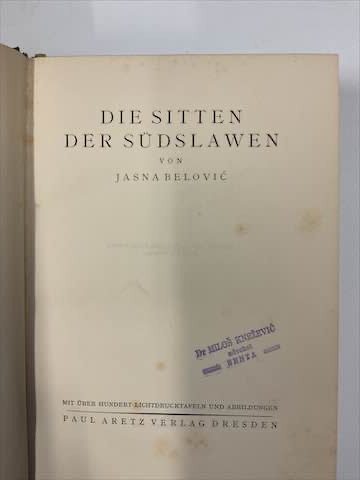 DIE SITTEN
DER SÜDSLAWEN
VON
JASNA BELOVIĆ
Dr MILOŠ KNEŽEVIĆ
advokat
SENTA
MIT ÜBER HUNDERT LICHTDRUCKTAFELN UND ABBILDUNGEN
PAUL ARETZ VERLAG DRESDEN